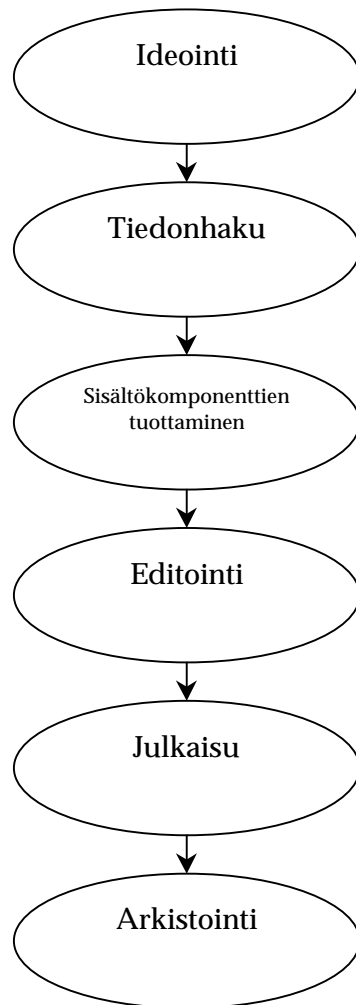 Ideointi
Tiedonhaku
Sisältökomponenttien
tuottaminen
Editointi
Julkaisu
Arkistointi